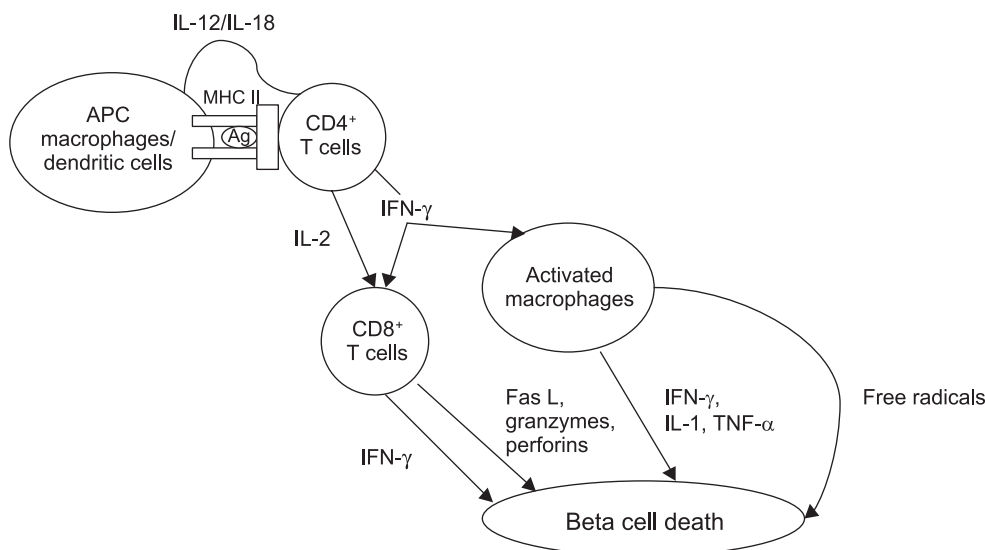 IL-12/IL-18
APC
macrophages/
dendritic cells
MHC II
Ag
CD4+
T cells
IFN-γ
IL-2
Activated
macrophages
CD8+
T cells
Fas L,
granzymes,
perforins
IFN-γ,
IL-1, TNF-α
Free radicals
IFN-γ
Beta cell death